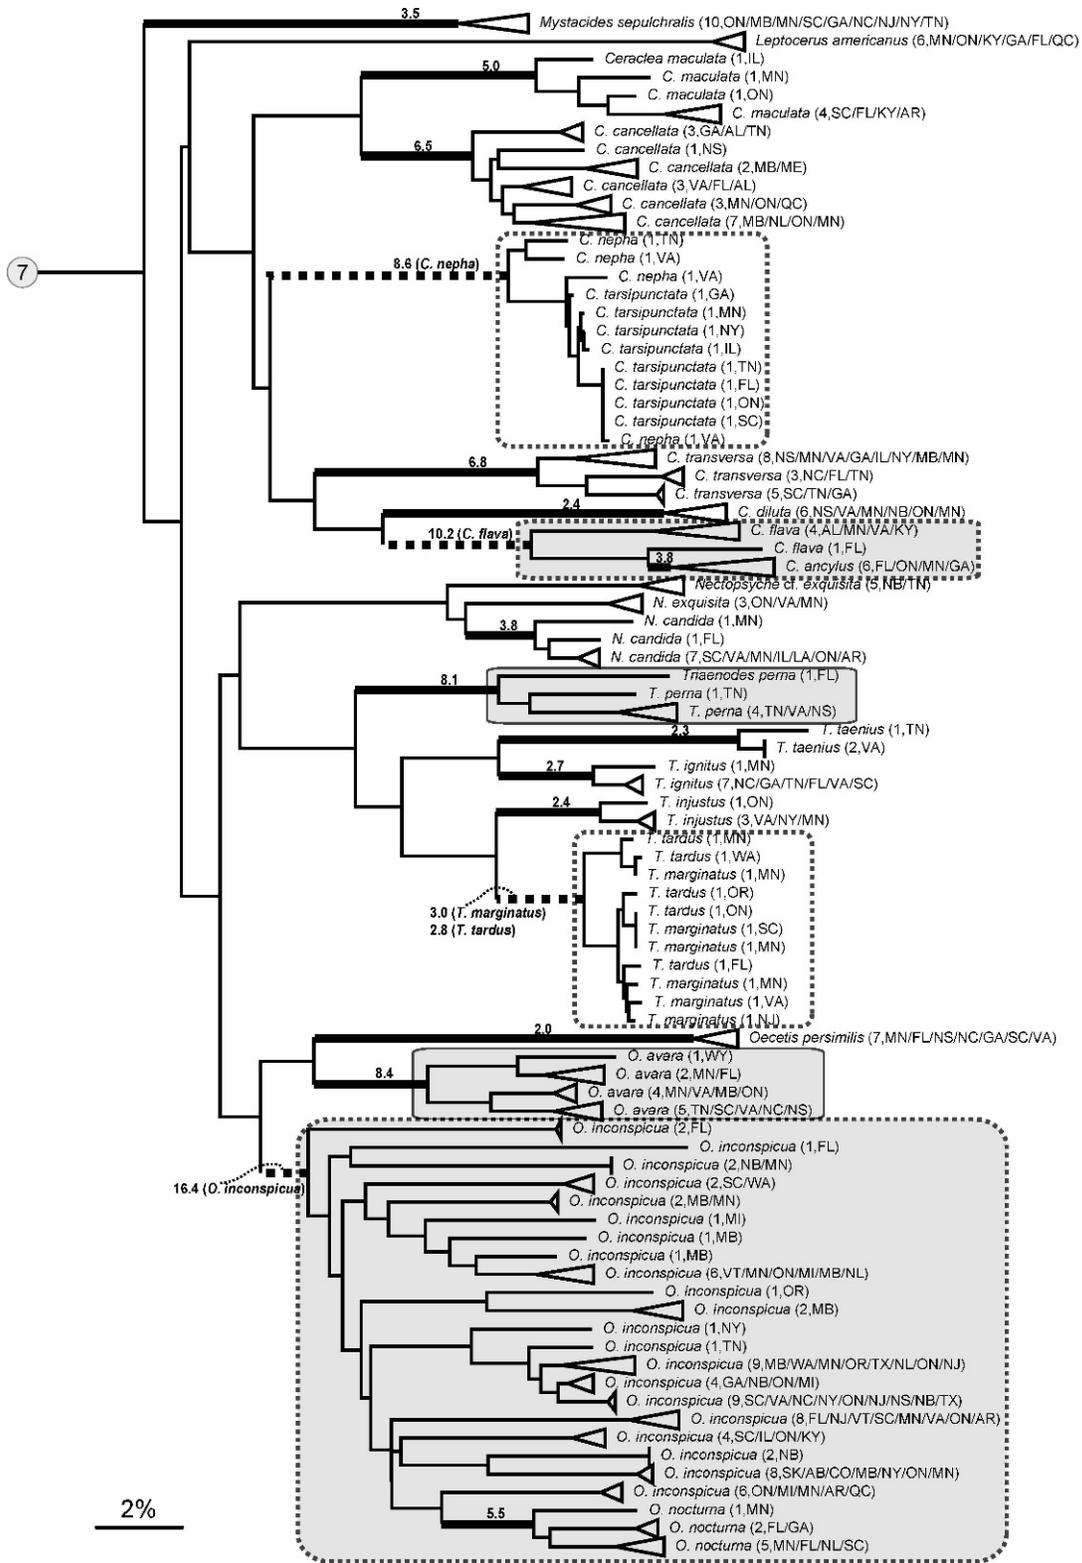 3.5
Mystacides sepulchralis (10,ON/MB/MN/SC/GA/NC/NJ/NY/TN)
Leptocerus americanus (6,MN/ON/KY/GA/FL/QC)
Ceraclea maculata (1,IL)
5.0
C. maculata (1,MN)
C. maculata (1,ON)
C. maculata (4,SC/FL/KY/AR)
C. cancellata (3,GA/AL/TN)
6.5
C. cancellata (1,NS)
C. cancellata (2,MB/ME)
C. cancellata (3,VA/FL/AL)
C. cancellata (3,MN/ON/QC)
C. cancellata (7,MB/NL/ON/MN)
C. nepha (1,TN)
C. nepha (1,VA)
7
8.6 (C. nepha)
C. nepha (1,VA)
C. tarsipunctata (1,GA)
C. tarsipunctata (1,MN)
C. tarsipunctata (1,NY)
C. tarsipunctata (1,IL)
C. tarsipunctata (1,TN)
C. tarsipunctata (1,FL)
C. tarsipunctata (1,ON)
C. tarsipunctata (1,SC)
C. nepha (1,VA)
C. transversa (8,NS/MN/VA/GA/IL/NY/MB/MN)
6.8
C. transversa (3,NC/FL/TN)
C. transversa (5,SC/TN/GA)
2.4
C. diluta (6,NS/VA/MN/NB/ON/MN)
C. flava (4,AL/MN/VA/KY)
10.2 (C. flava)
C. flava (1,FL)
3.8
C. ancylus (6,FL/ON/MN/GA)
Nectopsyche cf. exquisita (5,NB/TN)
N. exquisita (3,ON/VA/MN)
N. candida (1,MN)
3.8
N. candida (1,FL)
N. candida (7,SC/VA/MN/IL/LA/ON/AR)
Triaenodes perna (1,FL)
8.1
T. perna (1,TN)
T. perna (4,TN/VA/NS)
T. taenius (1,TN)
2.3
T. taenius (2,VA)
T. ignitus (1,MN)
2.7
T. ignitus (7,NC/GA/TN/FL/VA/SC)
T. injustus (1,ON)
2.4
T. injustus (3,VA/NY/MN)
T. tardus (1,MN)
T. tardus (1,WA)
T. marginatus (1,MN)
T. tardus (1,OR)
T. tardus (1,ON)
3.0 (T. marginatus)
T. marginatus (1,SC)
2.8 (T. tardus)
T. marginatus (1,MN)
T. tardus (1,FL)
T. marginatus (1,MN)
T. marginatus (1,VA)
T. marginatus (1,NJ)
2.0
Oecetis persimilis (7,MN/FL/NS/NC/GA/SC/VA)
O. avara (1,WY)
8.4
O. avara (2,MN/FL)
O. avara (4,MN/VA/MB/ON)
O. avara (5,TN/SC/VA/NC/NS)
O. inconspicua (2,FL)
O. inconspicua (1,FL)
O. inconspicua (2,NB/MN)
16.4 (O. inconspicua)
O. inconspicua (2,SC/WA)
O. inconspicua (2,MB/MN)
O. inconspicua (1,MI)
O. inconspicua (1,MB)
O. inconspicua (1,MB)
O. inconspicua (6,VT/MN/ON/MI/MB/NL)
O. inconspicua (1,OR)
O. inconspicua (2,MB)
O. inconspicua (1,NY)
O. inconspicua (1,TN)
O. inconspicua (9,MB/WA/MN/OR/TX/NL/ON/NJ)
O. inconspicua (4,GA/NB/ON/MI)
O. inconspicua (9,SC/VA/NC/NY/ON/NJ/NS/NB/TX)
O. inconspicua (8,FL/NJ/VT/SC/MN/VA/ON/AR)
O. inconspicua (4,SC/IL/ON/KY)
O. inconspicua (2,NB)
O. inconspicua (8,SK/AB/CO/MB/NY/ON/MN)
O. inconspicua (6,ON/MI/MN/AR/QC)
2%
5.5
O. nocturna (1,MN)
O. nocturna (2,FL/GA)
O. nocturna (5,MN/FL/NL/SC)